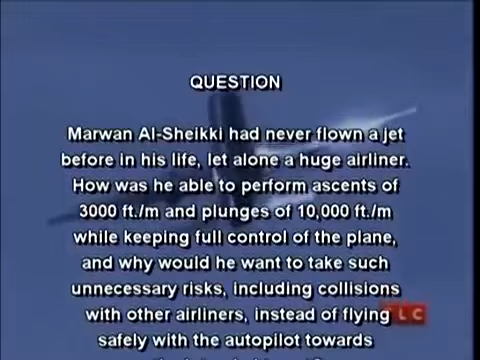 QUESTION
Marwan Al-Sheikki had never flown a jet
before in his life, let alone a huge airliner.
How was he able to perform ascents of
3000 ft./m and plunges of 10,000 ft./m
while keeping full control of the plane,
and why would he want to take such
unnecessary risks, including collisions
with other airliners, instead of flying
TLC
safely with the autopilot towards